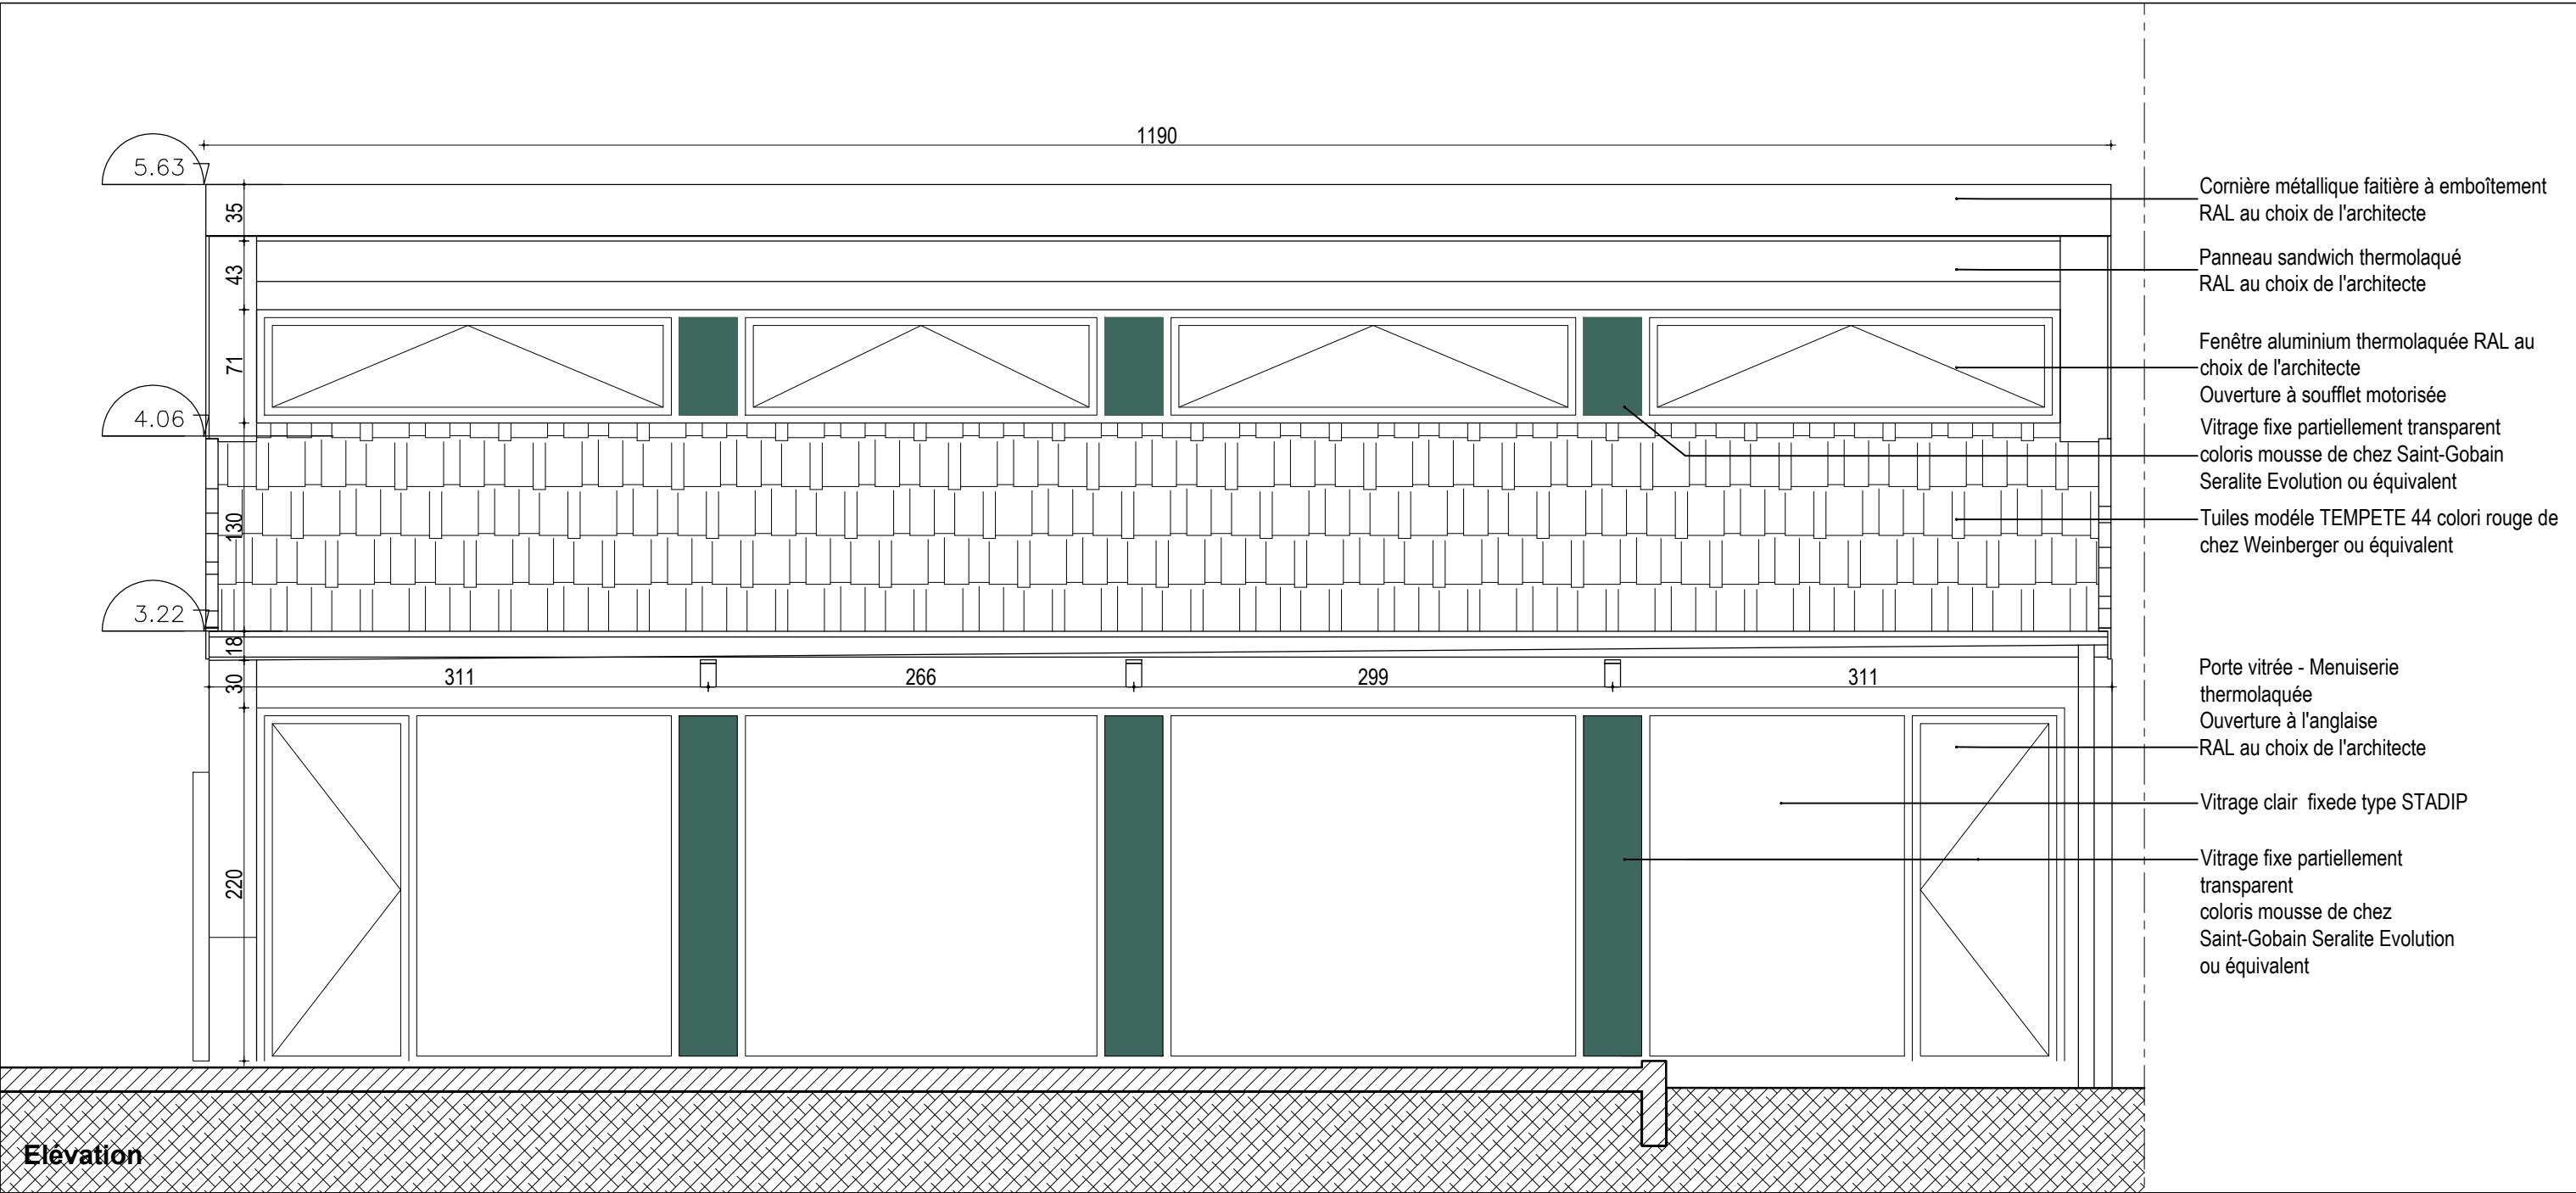 1190
5.63
35
43
71
4.06
130
3.22
18
30
311
266
299
311
220
Cornière métallique faitière à emboîtement
RAL au choix de l'architecte
Panneau sandwich thermolaqué
RAL au choix de l'architecte
Fenêtre aluminium thermolaquée RAL au
choix de l'architecte
Ouverture à soufflet motorisée
Vitrage fixe partiellement transparent
coloris mousse de chez Saint-Gobain
Seralite Evolution ou équivalent
Tuiles modéle TEMPETE 44 colori rouge de
chez Weinberger ou équivalent
Porte vitrée - Menuiserie
thermolaquée
Ouverture à l'anglaise
RAL au choix de l'architecte
Vitrage clair  fixede type STADIP
Vitrage fixe partiellement
transparent
coloris mousse de chez
Saint-Gobain Seralite Evolution
ou équivalent
Elévation